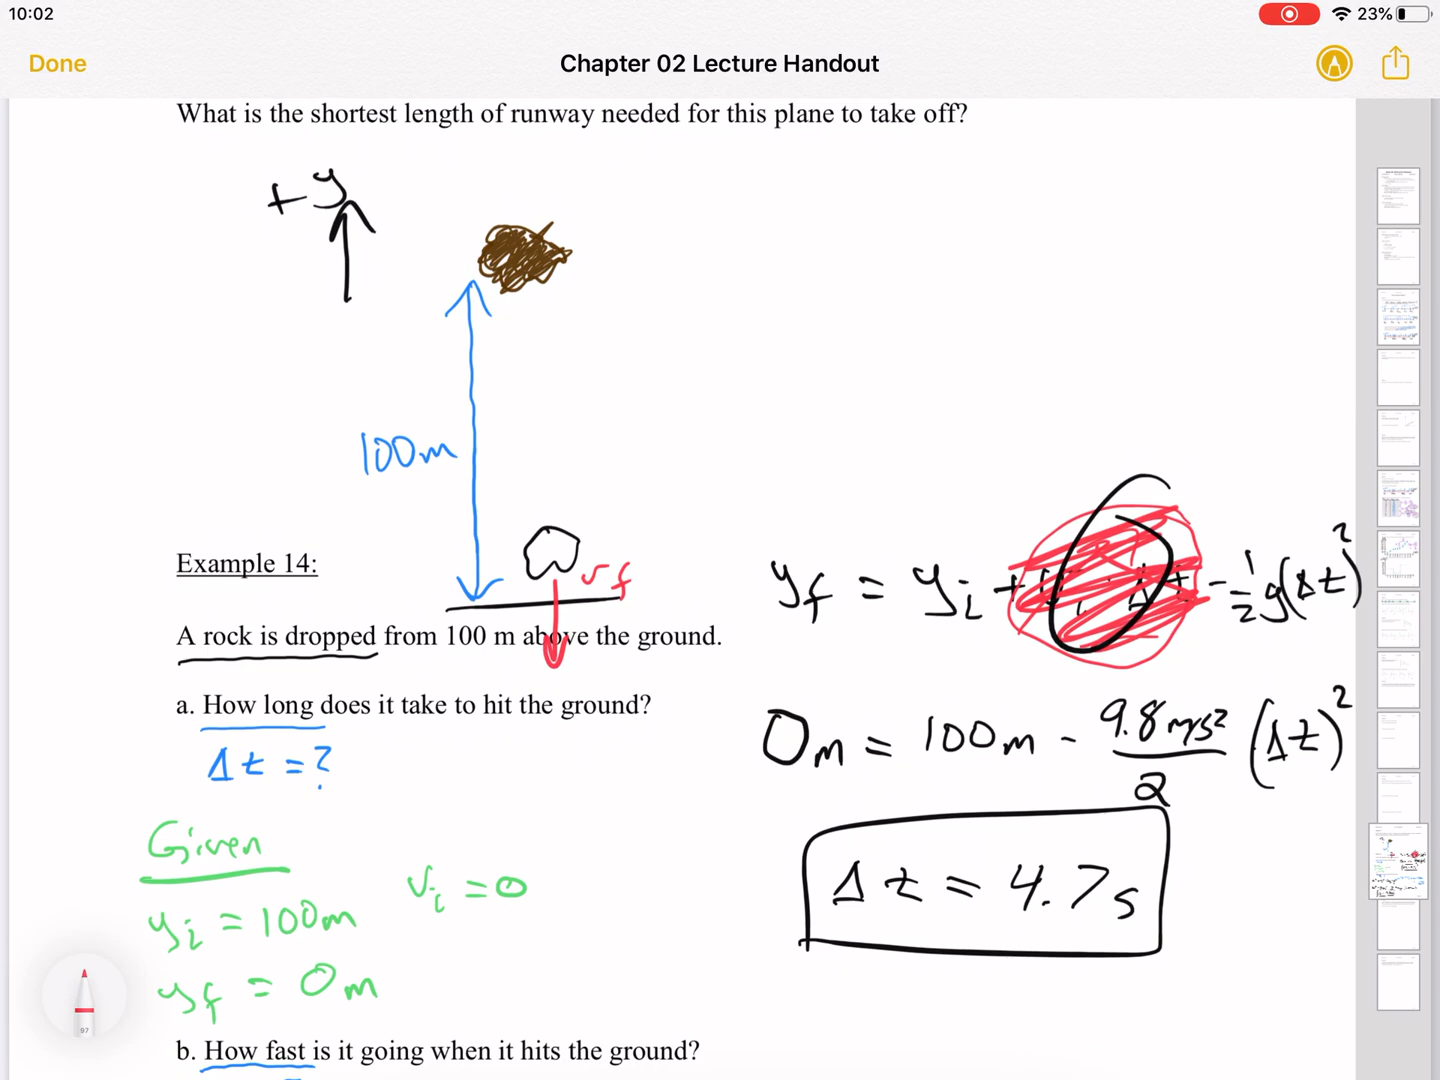 10:02
23%
Done
Chapter 02 Lecture Handout
What is the shortest length of runway needed for this plane to take off?
+y
100m
Example 14:
vf
A rock is dropped from 100 m above the ground.
a. How long does it take to hit the ground?
Δt = ?
Given
yi = 100m
vi = 0
yf = 0m
yf = yi + Δt - 1/2 g(Δt)²
0m = 100m - 9.8 m/s²/2 (Δt)²
Δt = 4.7s
97
b. How fast is it going when it hits the ground?